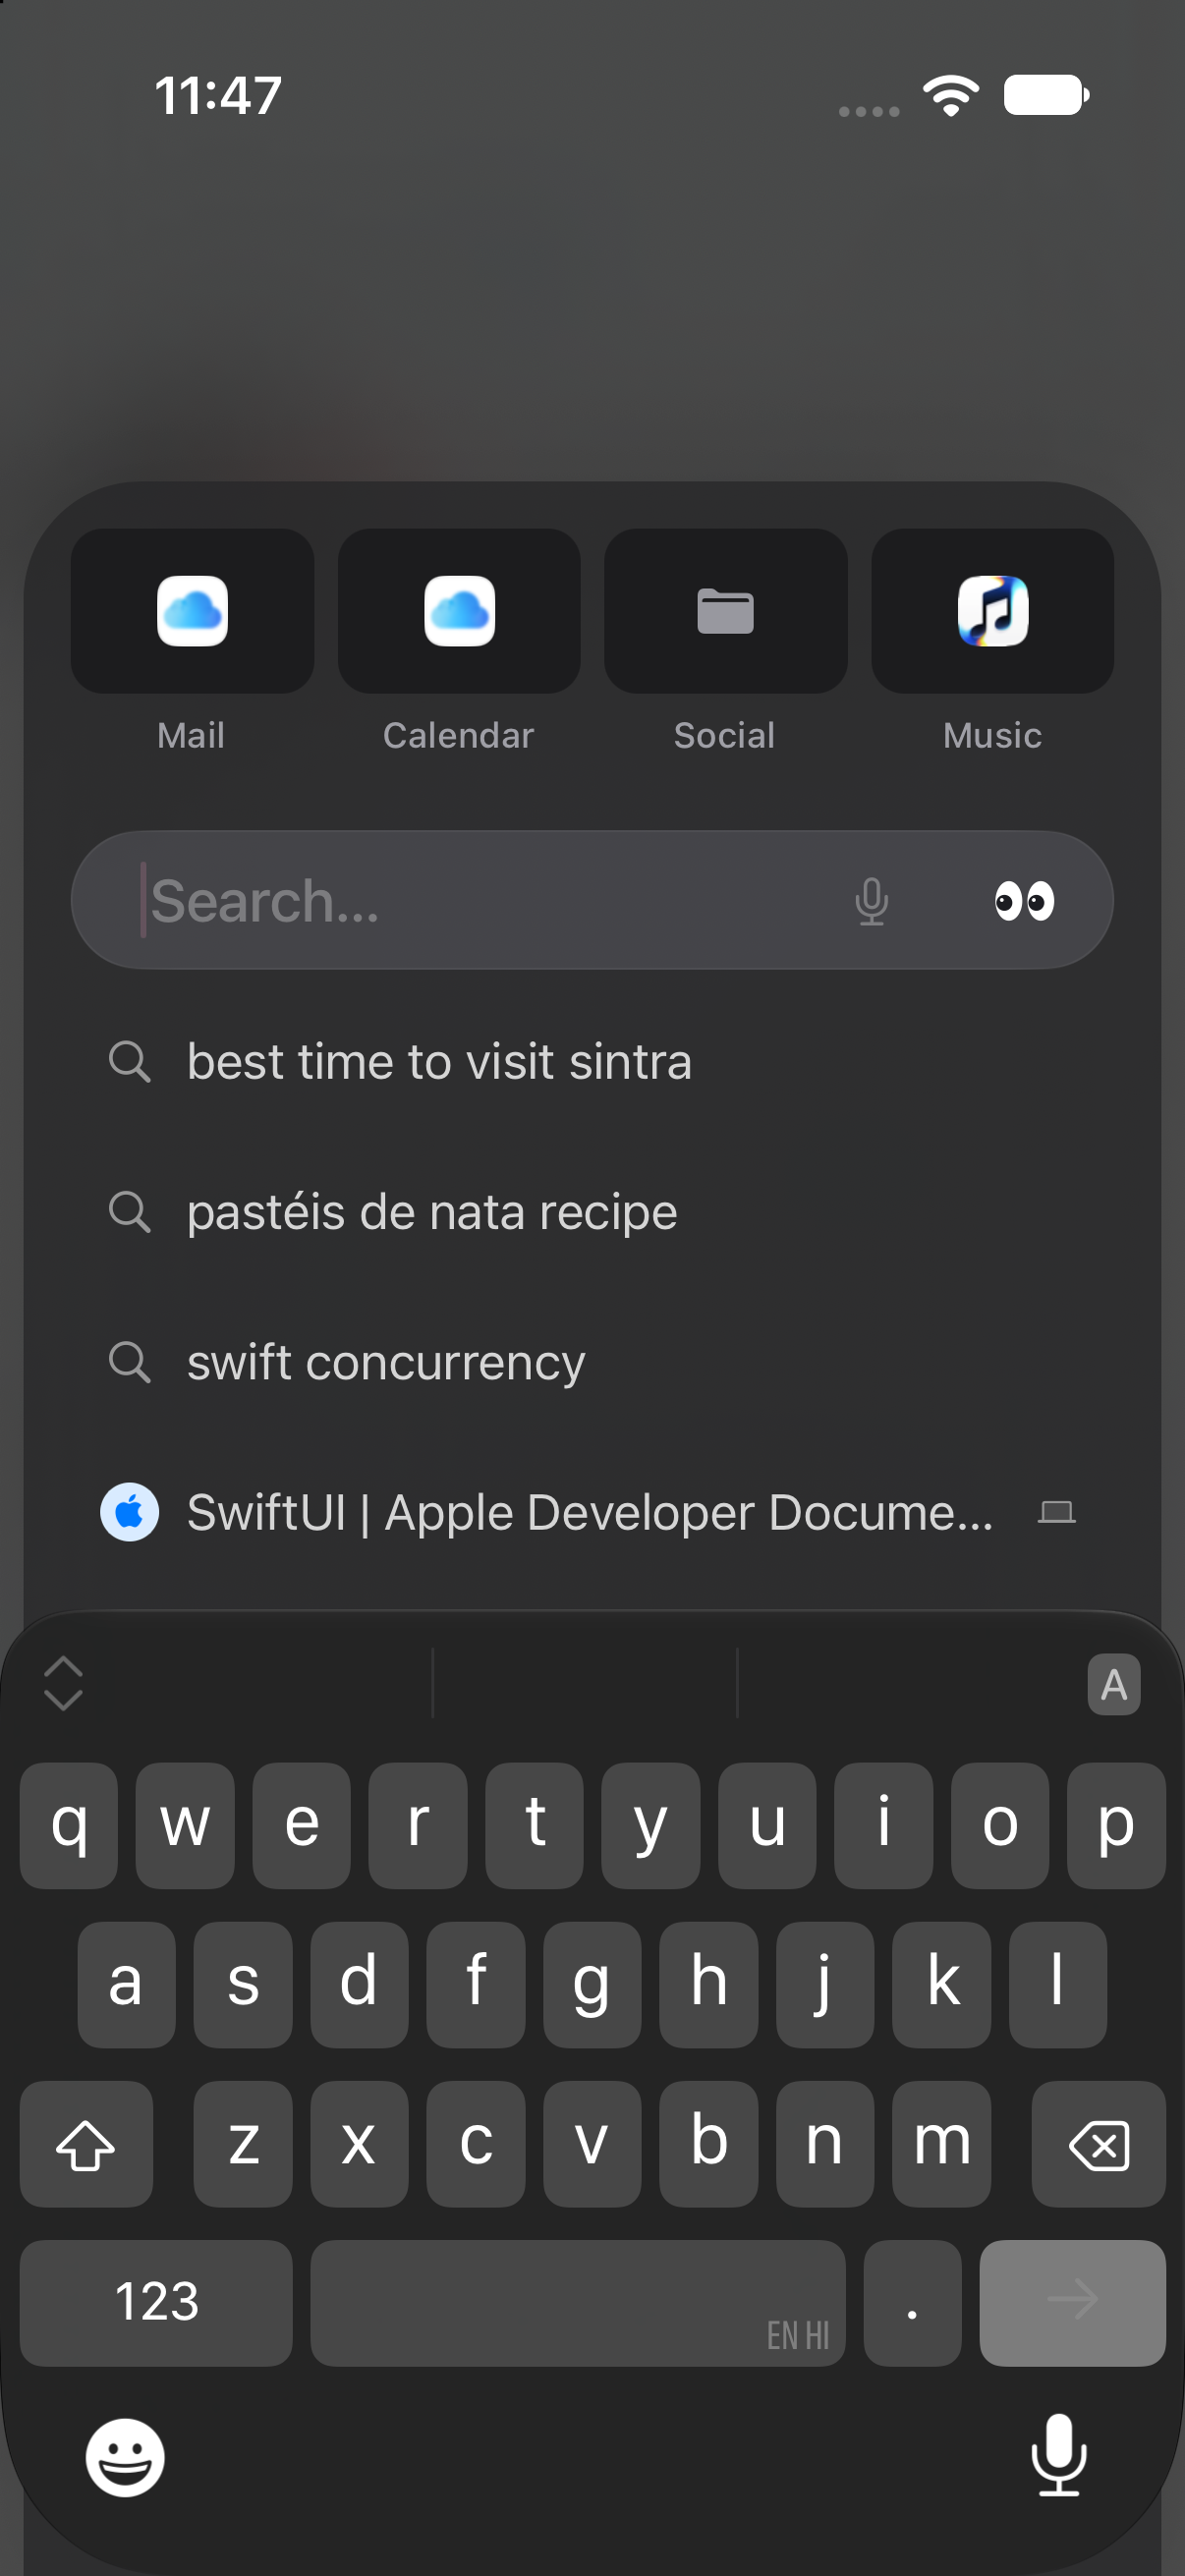 11:47
Mail
Calendar
Social
Music
Search...
best time to visit sintra
pastéis de nata recipe
swift concurrency
SwiftUI | Apple Developer Docume...
A
q w e r t y u i o p
a s d f g h j k l
z x c v b n m
123
EN HI
.